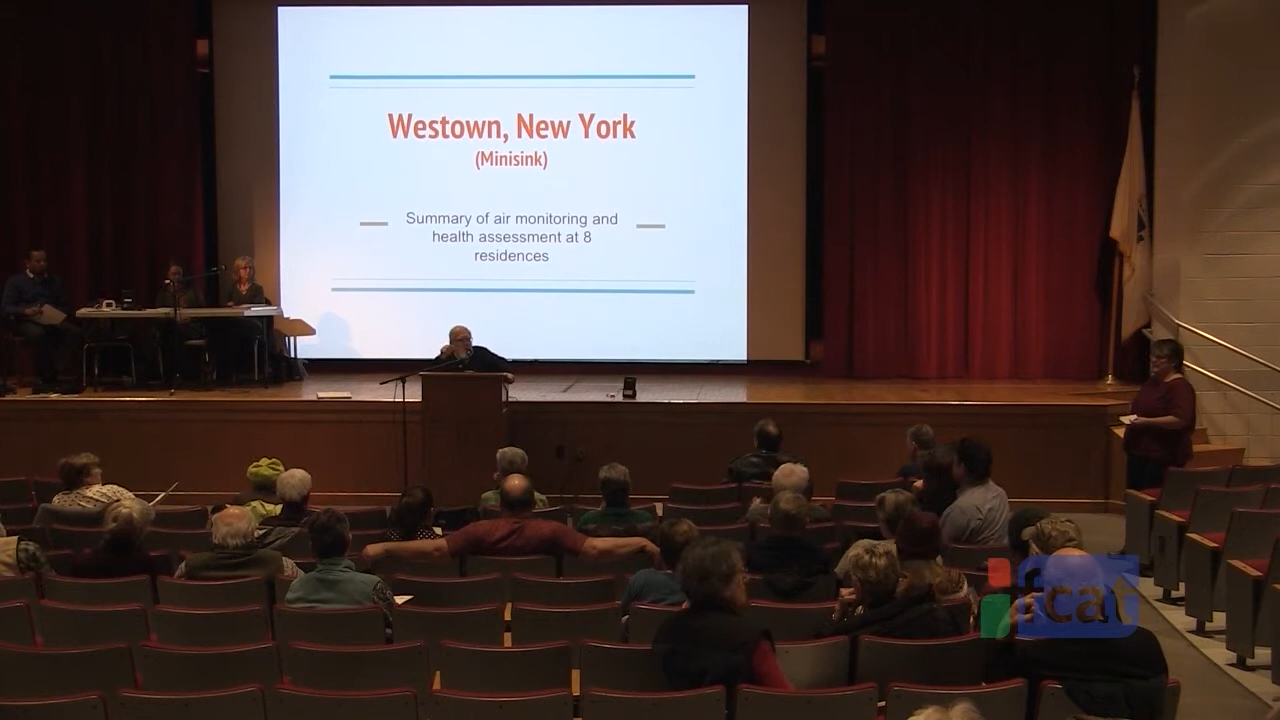 Westown, New York
(Minisink)
Summary of air monitoring and
health assessment at 8
residences
fcat